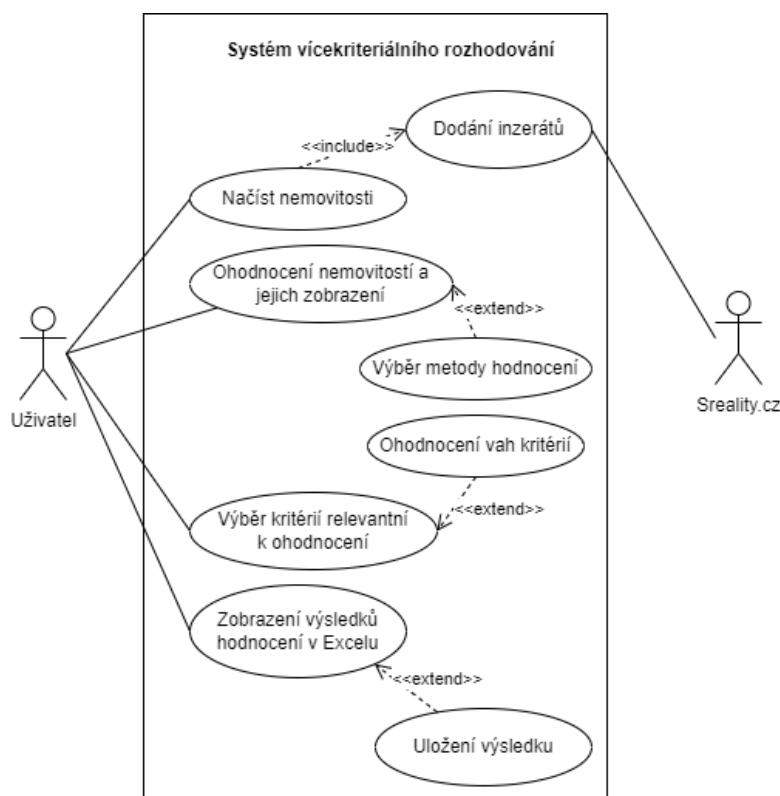 Systém vícekriteriálního rozhodování
Dodání inzerátů
<<include>>
Načíst nemovitosti
Ohodnocení nemovitostí a
jejich zobrazení
<<extend>>
Výběr metody hodnocení
Uživatel
Sreality.cz
Ohodnocení vah kritérií
<<extend>>
Výběr kritérií relevantní
k ohodnocení
Zobrazení výsledků
hodnocení v Excelu
<<extend>>
Uložení výsledku